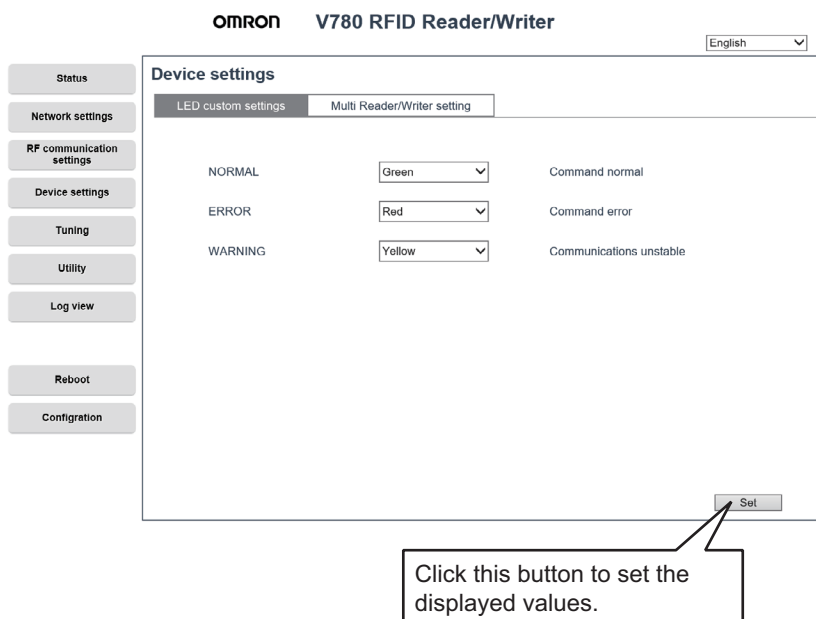 OMRON V780 RFID Reader/Writer
English
Status
Network settings
RF communication
settings
Device settings
Tuning
Utility
Log view
Reboot
Configration
Device settings
LED custom settings Multi Reader/Writer setting
NORMAL Green Command normal
ERROR Red Command error
WARNING Yellow Communications unstable
Set
Click this button to set the
displayed values.